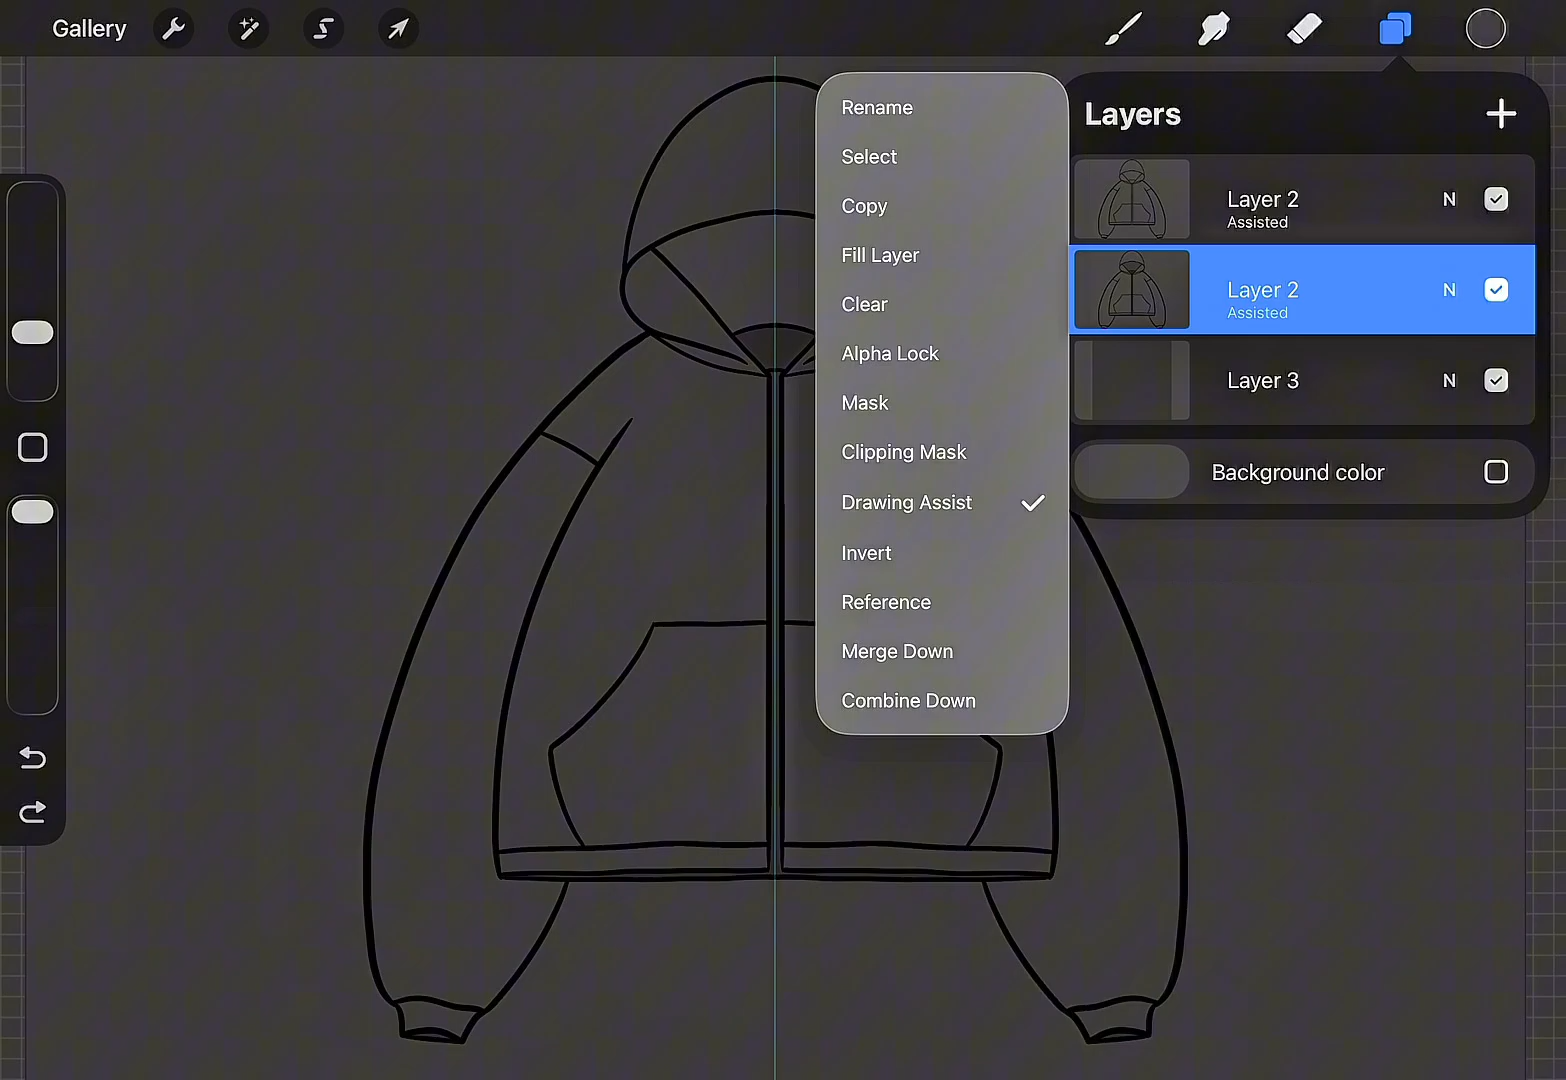 Gallery
Rename
Select
Copy
Fill Layer
Clear
Alpha Lock
Mask
Clipping Mask
Drawing Assist
Invert
Reference
Merge Down
Combine Down
Layers
Layer 2 N
Assisted
Layer 2 N
Assisted
Layer 3 N
Background color